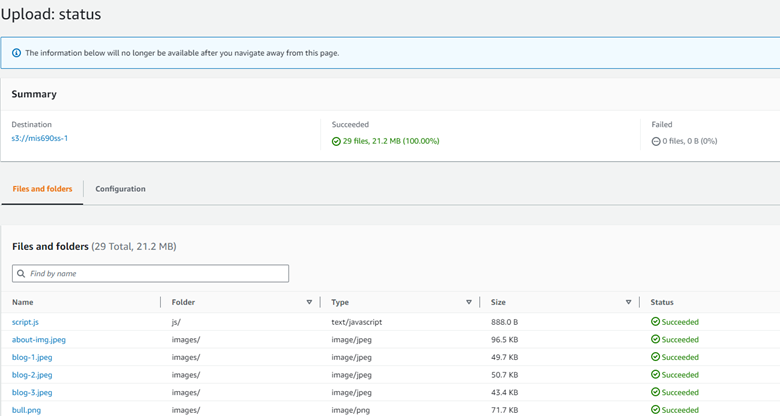 Upload: status
The information below will no longer be available after you navigate away from this page.
Summary
Destination Succeeded Failed
s3://mis690ss-1 29 files, 21.2 MB (100.00%) 0 files, 0 B (0%)
Files and folders Configuration
Files and folders (29 Total, 21.2 MB)
Find by name
Name Folder Type Size Status
script.js js/ text/javascript 888.0 B Succeeded
about-img.jpeg images/ image/jpeg 96.5 KB Succeeded
blog-1.jpeg images/ image/jpeg 49.7 KB Succeeded
blog-2.jpeg images/ image/jpeg 50.7 KB Succeeded
blog-3.jpeg images/ image/jpeg 43.4 KB Succeeded
bull.png images/ image/png 71.7 KB Succeeded